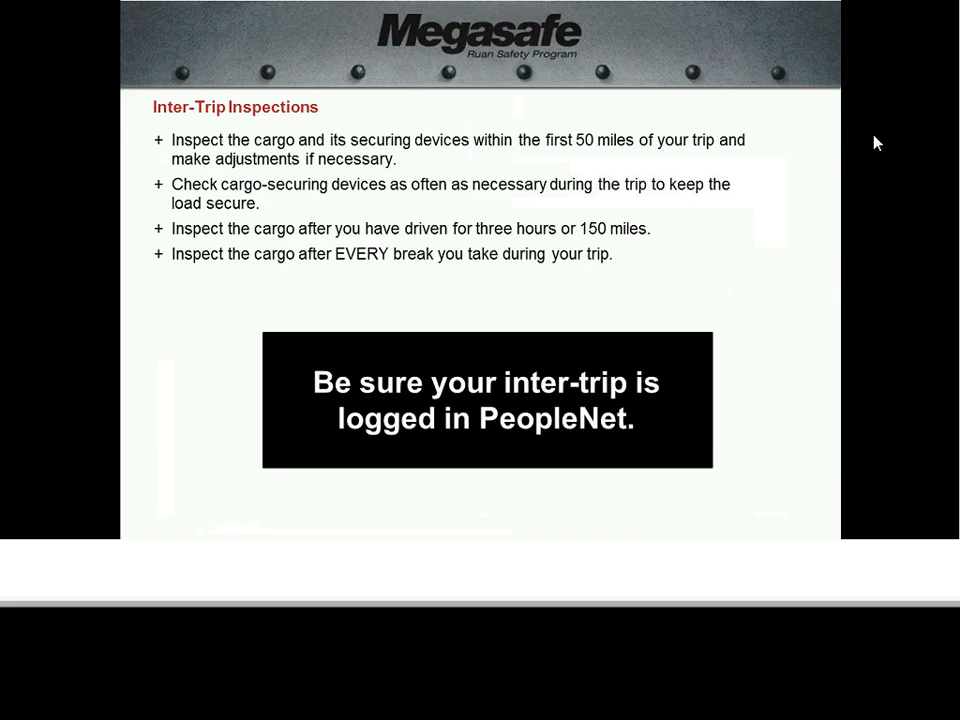 Megasafe
Ruan Safety Program
Inter-Trip Inspections
+ Inspect the cargo and its securing devices within the first 50 miles of your trip and
make adjustments if necessary.
+ Check cargo-securing devices as often as necessary during the trip to keep the
load secure.
+ Inspect the cargo after you have driven for three hours or 150 miles.
+ Inspect the cargo after EVERY break you take during your trip.
Be sure your inter-trip is
logged in PeopleNet.